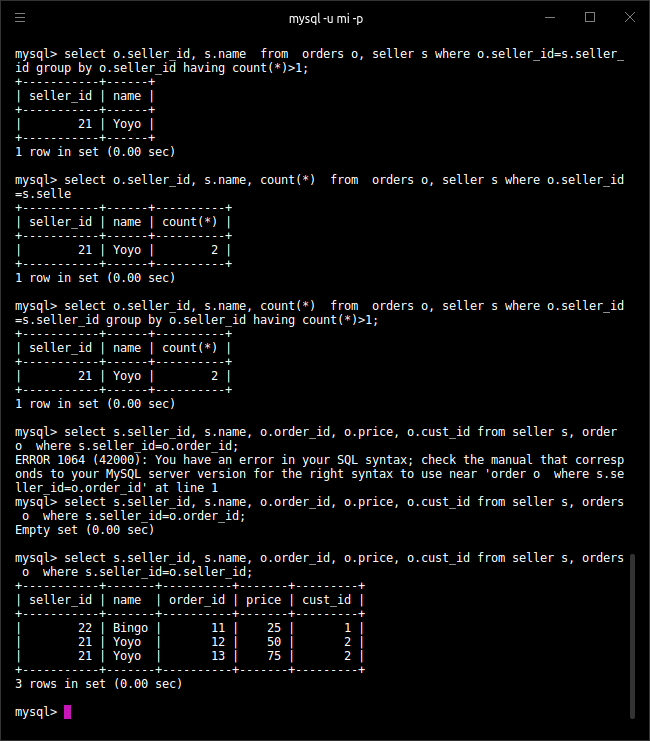 mysql -u mi -p
mysql> select o.seller_id, s.name  from  orders o, seller s where o.seller_id=s.seller_
id group by o.seller_id having count(*)>1;
+-----------+------+
| seller_id | name |
+-----------+------+
|        21 | Yoyo |
+-----------+------+
1 row in set (0.00 sec)
mysql> select o.seller_id, s.name, count(*)  from  orders o, seller s where o.seller_id
=s.selle
+-----------+------+----------+
| seller_id | name | count(*) |
+-----------+------+----------+
|        21 | Yoyo |        2 |
+-----------+------+----------+
1 row in set (0.00 sec)
mysql> select o.seller_id, s.name, count(*)  from  orders o, seller s where o.seller_id
=s.seller_id group by o.seller_id having count(*)>1;
+-----------+------+----------+
| seller_id | name | count(*) |
+-----------+------+----------+
|        21 | Yoyo |        2 |
+-----------+------+----------+
1 row in set (0.00 sec)
mysql> select s.seller_id, s.name, o.order_id, o.price, o.cust_id from seller s, order
o  where s.seller_id=o.order_id;
ERROR 1064 (42000): You have an error in your SQL syntax; check the manual that corresp
onds to your MySQL server version for the right syntax to use near 'order o  where s.se
ller_id=o.order_id' at line 1
mysql> select s.seller_id, s.name, o.order_id, o.price, o.cust_id from seller s, orders
 o  where s.seller_id=o.order_id;
Empty set (0.00 sec)
mysql> select s.seller_id, s.name, o.order_id, o.price, o.cust_id from seller s, orders
 o  where s.seller_id=o.seller_id;
+-----------+-------+----------+-------+---------+
| seller_id | name  | order_id | price | cust_id |
+-----------+-------+----------+-------+---------+
|        22 | Bingo |       11 |    25 |       1 |
|        21 | Yoyo  |       12 |    50 |       2 |
|        21 | Yoyo  |       13 |    75 |       2 |
+-----------+-------+----------+-------+---------+
3 rows in set (0.00 sec)
mysql>